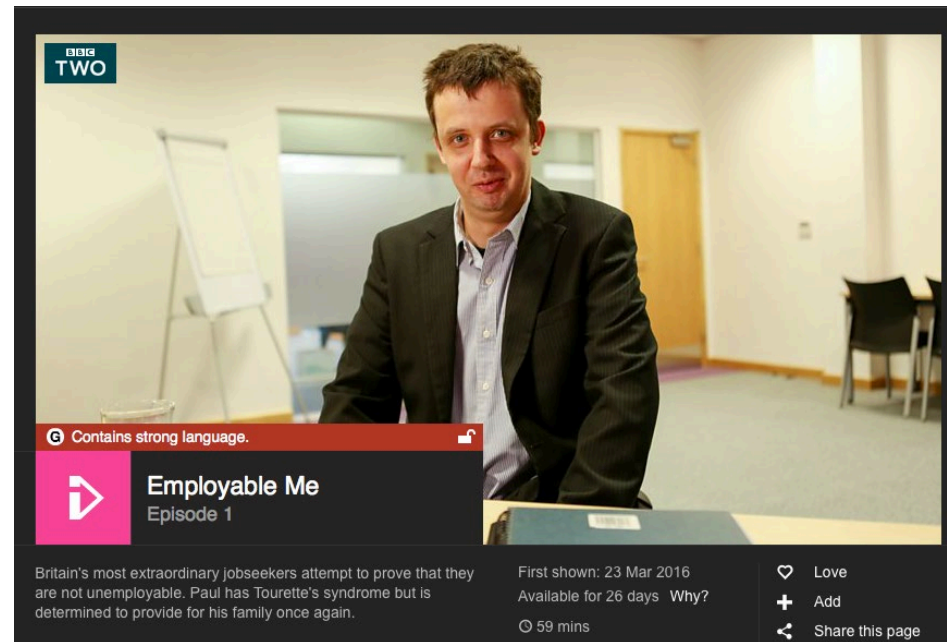 BBC
TWO
G Contains strong language.
Employable Me
Episode 1
Britain's most extraordinary jobseekers attempt to prove that they
are not unemployable. Paul has Tourette's syndrome but is
determined to provide for his family once again.
First shown: 23 Mar 2016
Available for 26 days Why?
59 mins
Love
Add
Share this page